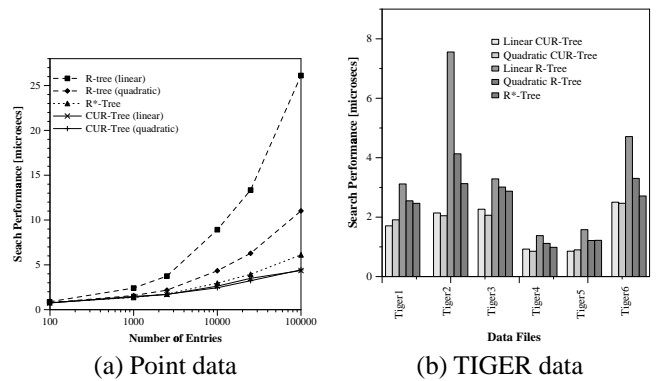 Seach Performance [microsecs]
25
20
15
10
5
0
100
1000
10000
100000
R-tree (linear)
R-tree (quadratic)
R*-Tree
CUR-Tree (linear)
CUR-Tree (quadratic)
Number of Entries
(a) Point data
Search Performance [microsecs]
8
6
4
2
0
Linear CUR-Tree
Quadratic CUR-Tree
Linear R-Tree
Quadratic R-Tree
R*-Tree
Tiger1
Tiger2
Tiger3
Tiger4
Tiger5
Tiger6
Data Files
(b) TIGER data